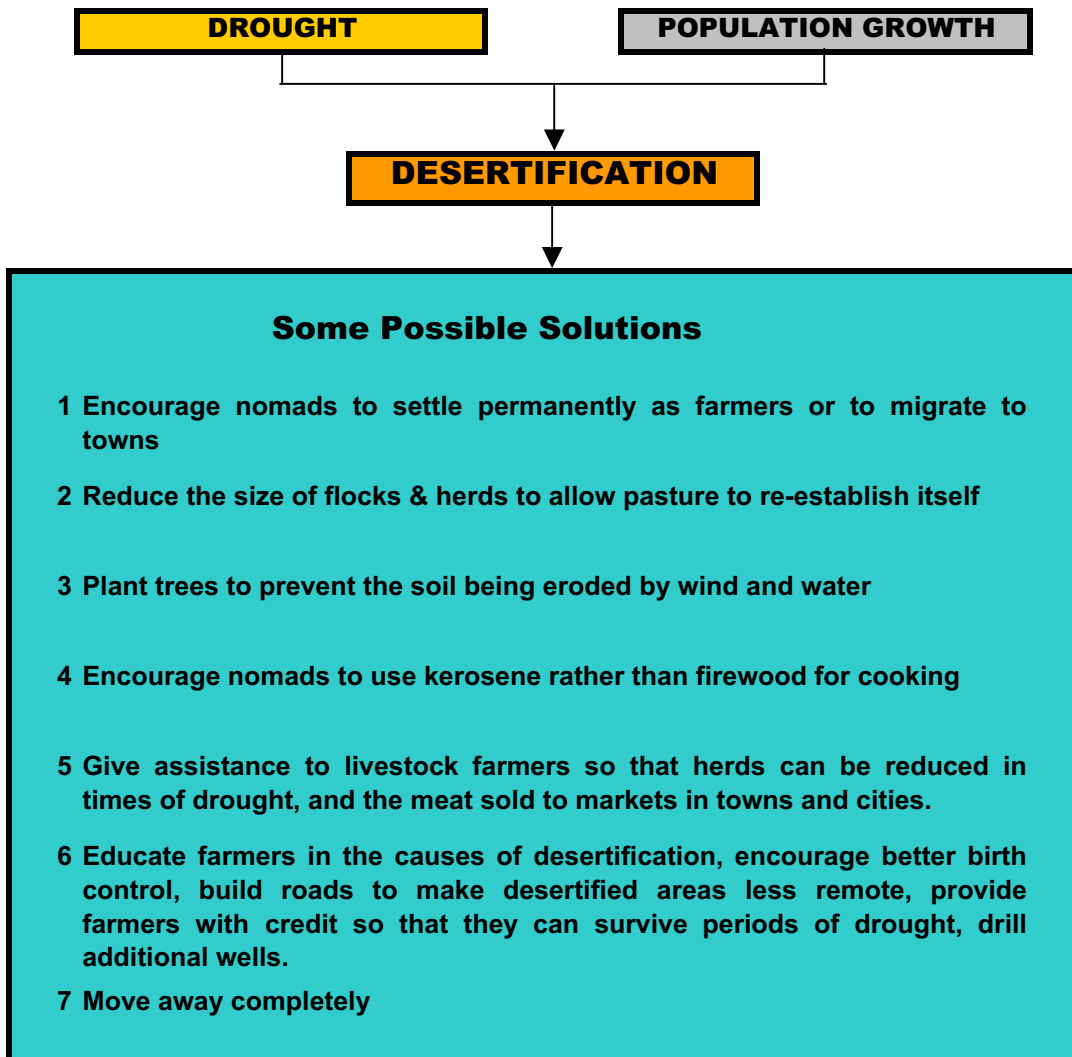 DROUGHT
POPULATION GROWTH
DESERTIFICATION
Some Possible Solutions
1 Encourage nomads to settle permanently as farmers or to migrate to
towns
2 Reduce the size of flocks & herds to allow pasture to re-establish itself
3 Plant trees to prevent the soil being eroded by wind and water
4 Encourage nomads to use kerosene rather than firewood for cooking
5 Give assistance to livestock farmers so that herds can be reduced in
times of drought, and the meat sold to markets in towns and cities.
6 Educate farmers in the causes of desertification, encourage better birth
control, build roads to make desertified areas less remote, provide
farmers with credit so that they can survive periods of drought, drill
additional wells.
7 Move away completely